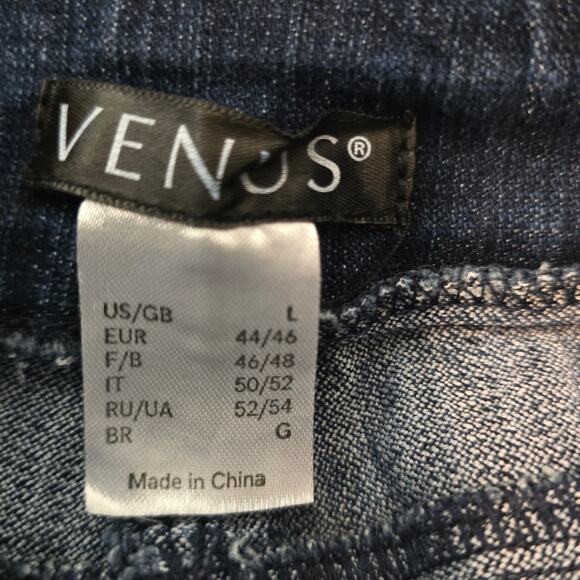 VENUS®
US/GB L
EUR 44/46
F/B 46/48
IT 50/52
RU/UA 52/54
BR G
Made in China